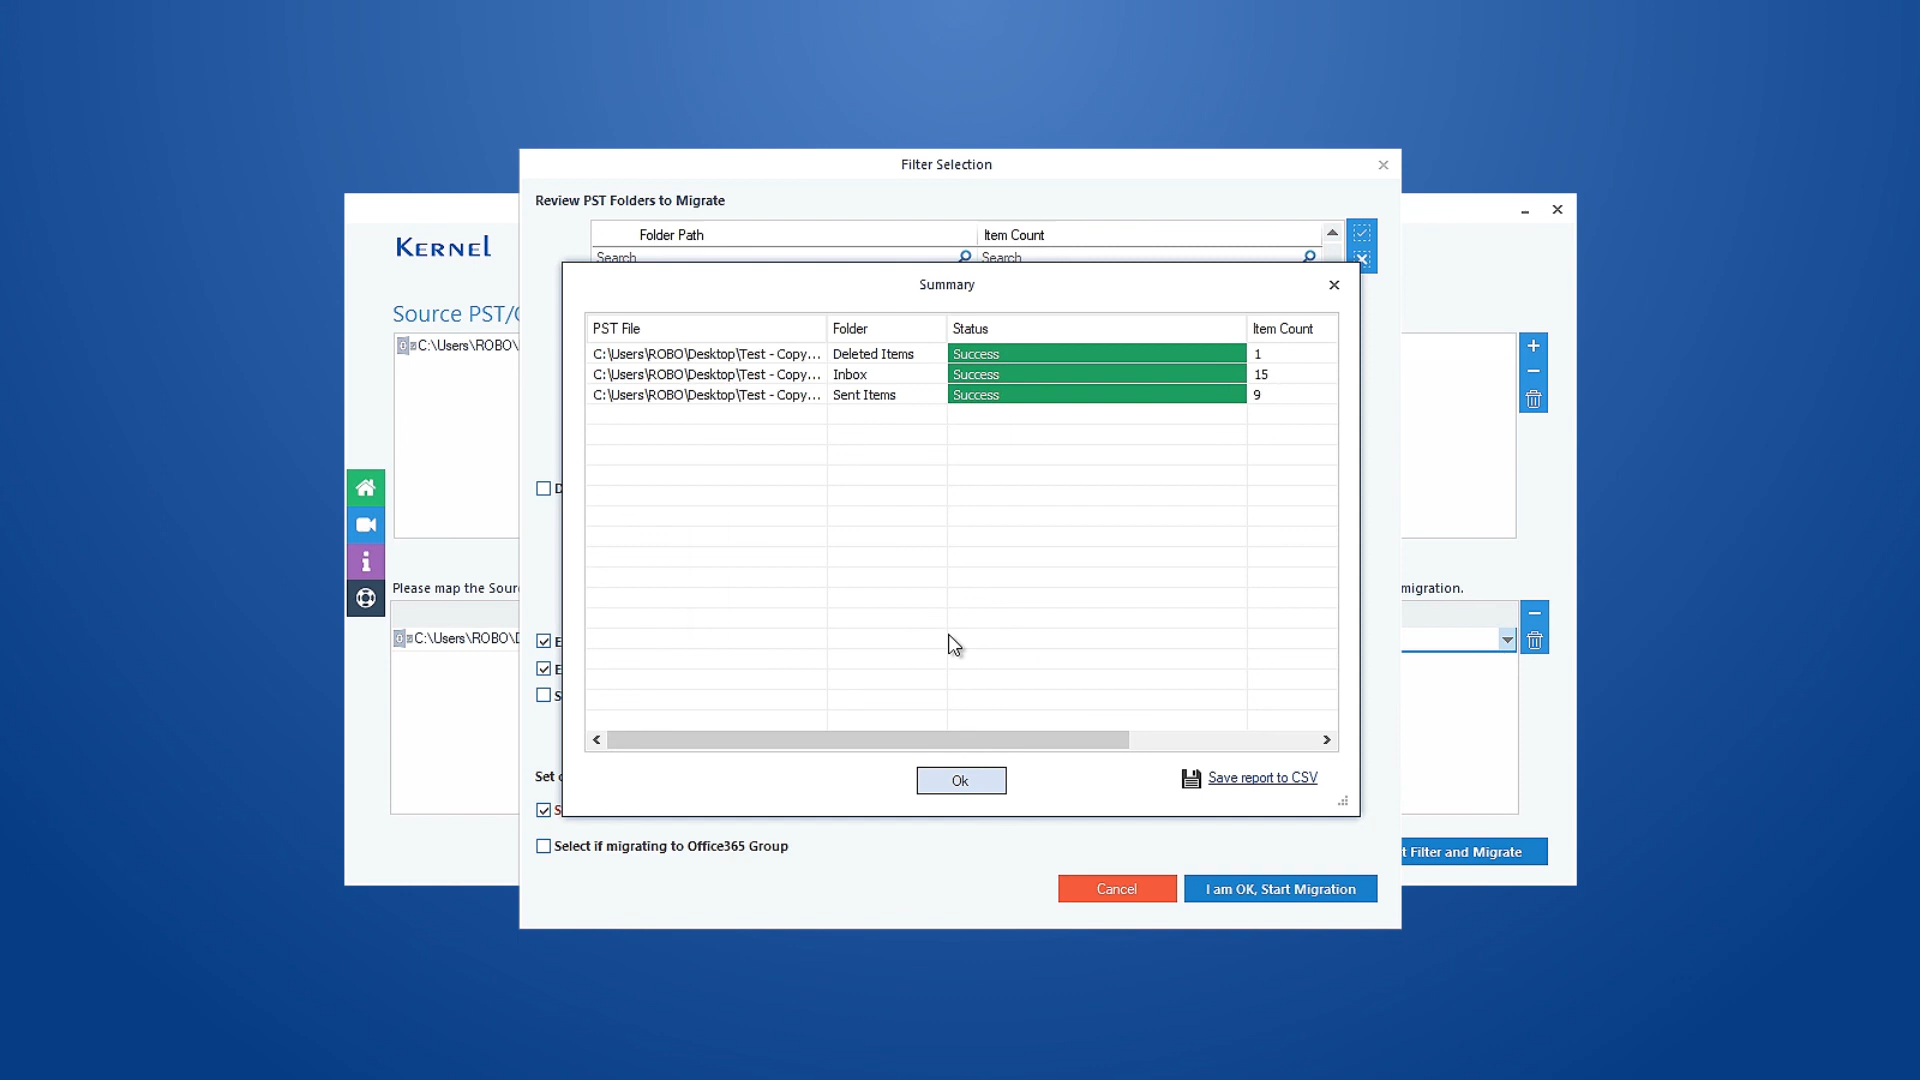 Filter Selection
Review PST Folders to Migrate
Folder Path
Item Count
Search
Search
KERNEL
Source PST/
C:\Users\ROBO\
Summary
PST File
Folder
Status
Item Count
C:\Users\ROBO\Desktop\Test - Copy...
Deleted Items
Success
1
C:\Users\ROBO\Desktop\Test - Copy...
Inbox
Success
15
C:\Users\ROBO\Desktop\Test - Copy...
Sent Items
Success
9
D
Please map the Sour
migration.
C:\Users\ROBO\D
E
E
S
Set
Ok
Save report to CSV
S
Select if migrating to Office365 Group
t Filter and Migrate
Cancel
I am OK, Start Migration